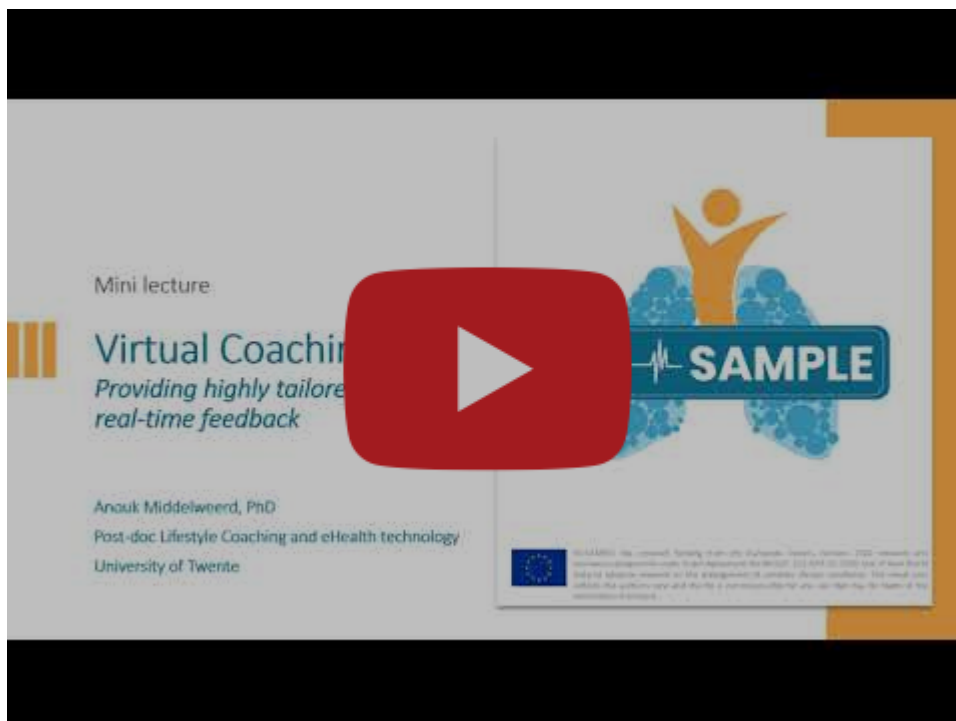 Mini lecture
Virtual Coachin
Providing highly tailore
real-time feedback
Anouk Middelweerd, PhD
Post-doc Lifestyle Coaching and eHealth technology
University of Twente
SAMPLE